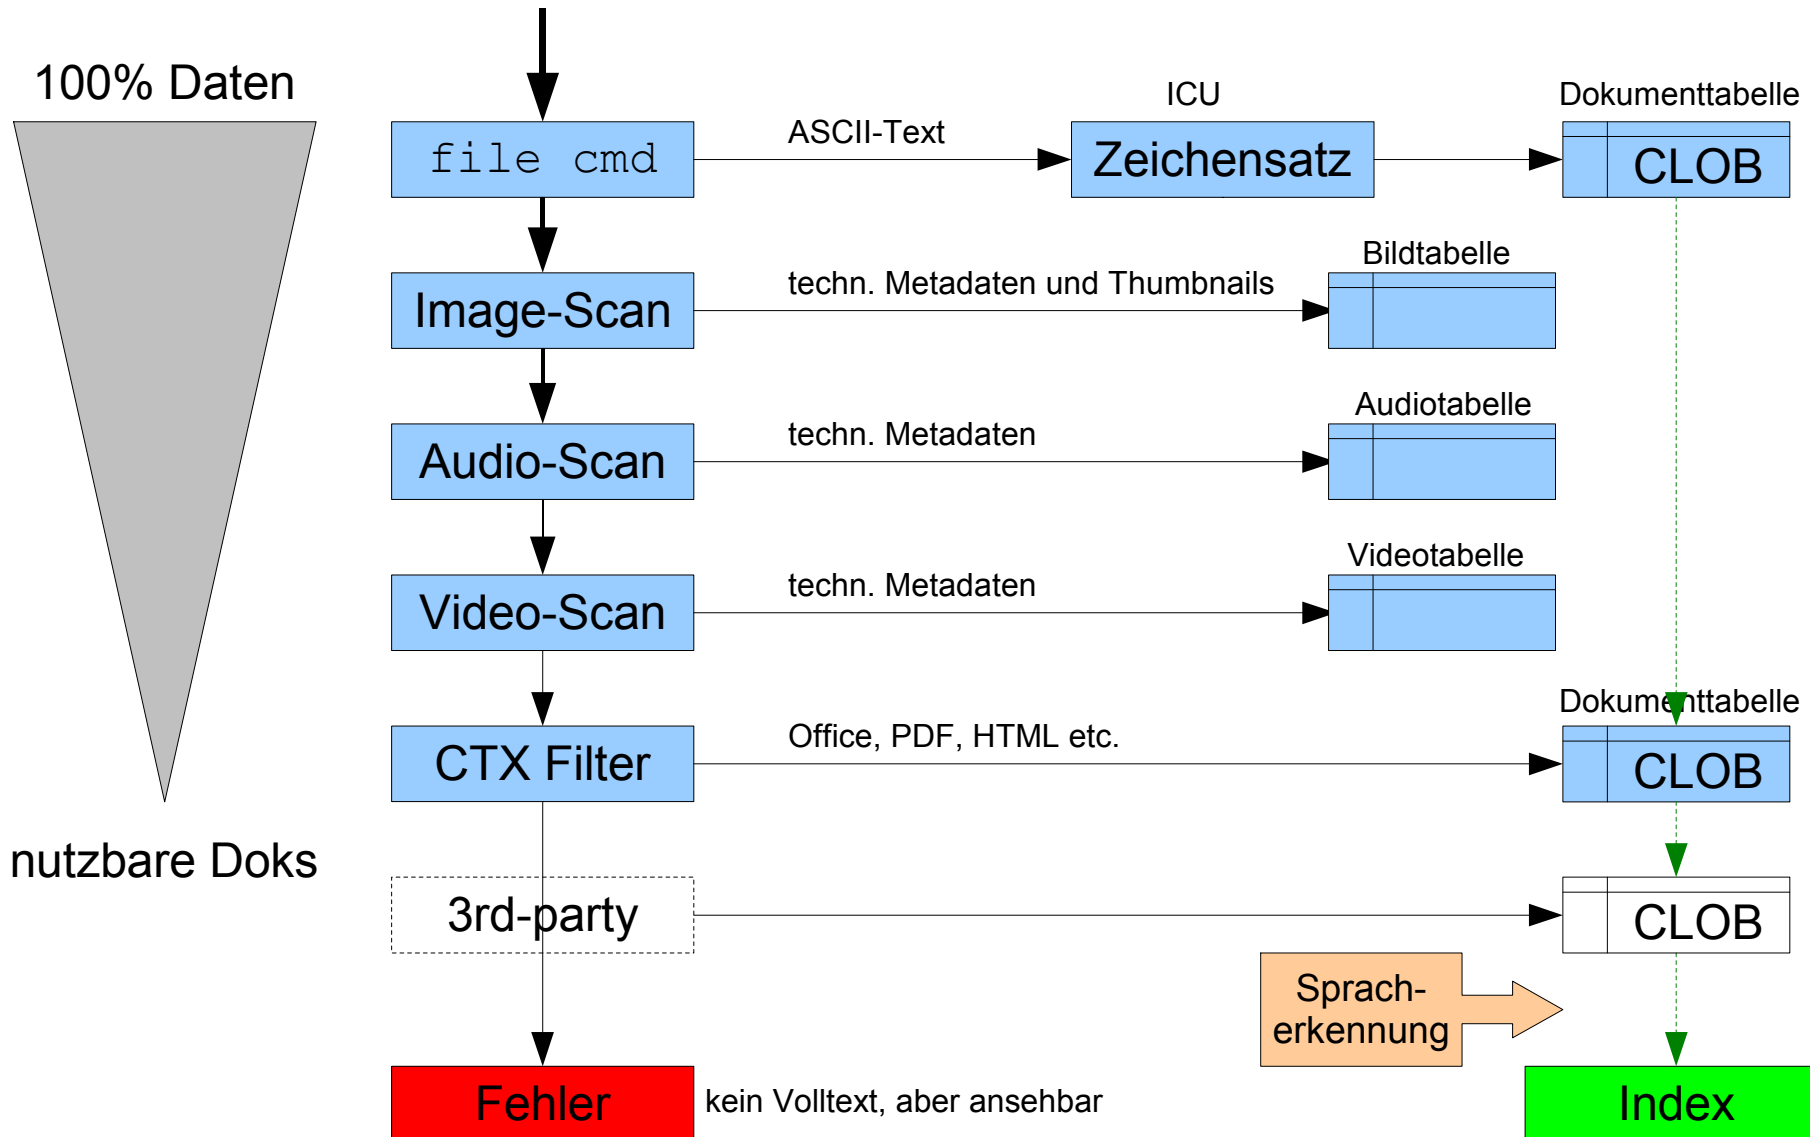 100% Daten
ICU
Dokumenttabelle
file cmd
ASCII-Text
Zeichensatz
CLOB
Bildtabelle
Image-Scan
techn. Metadaten und Thumbnails
Audiotabelle
Audio-Scan
techn. Metadaten
Videotabelle
Video-Scan
techn. Metadaten
Dokumenttabelle
CTX Filter
Office, PDF, HTML etc.
CLOB
nutzbare Doks
3rd-party
CLOB
Sprach-
erkennung
Fehler
kein Volltext, aber ansehbar
Index